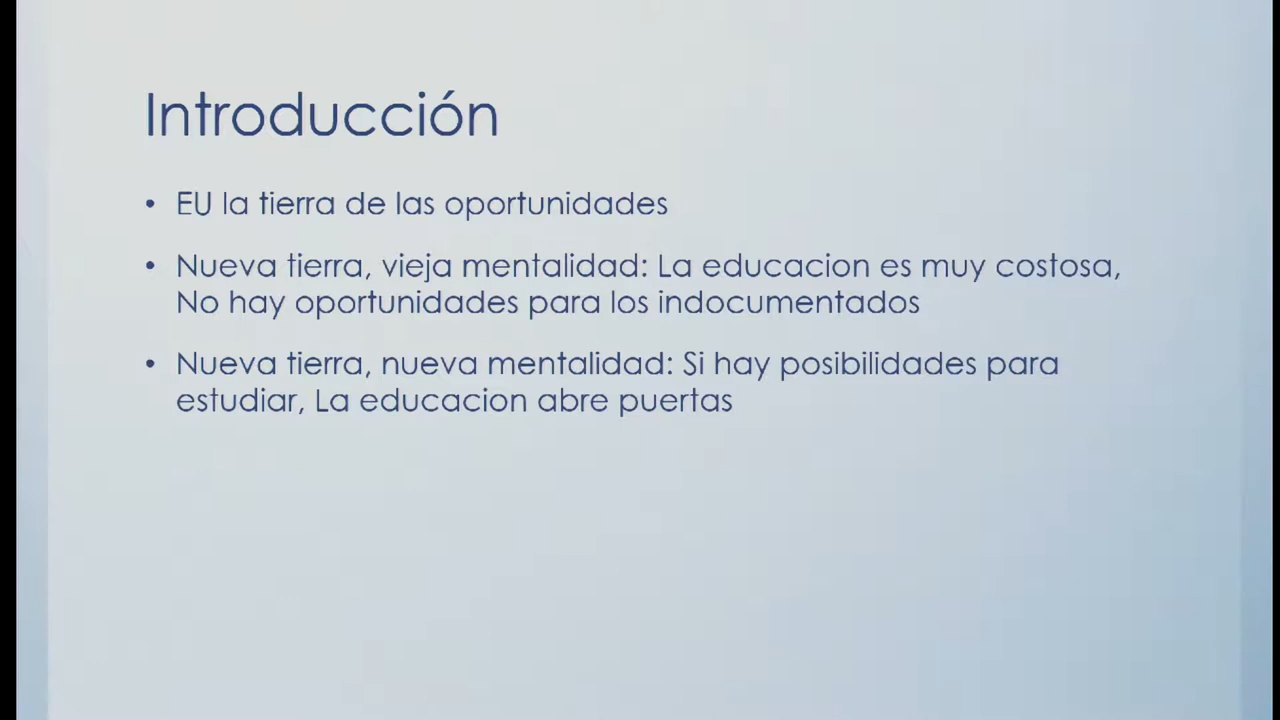 Introducción
• EU la tierra de las oportunidades
• Nueva tierra, vieja mentalidad: La educacion es muy costosa,
No hay oportunidades para los indocumentados
• Nueva tierra, nueva mentalidad: Si hay posibilidades para
estudiar, La educacion abre puertas